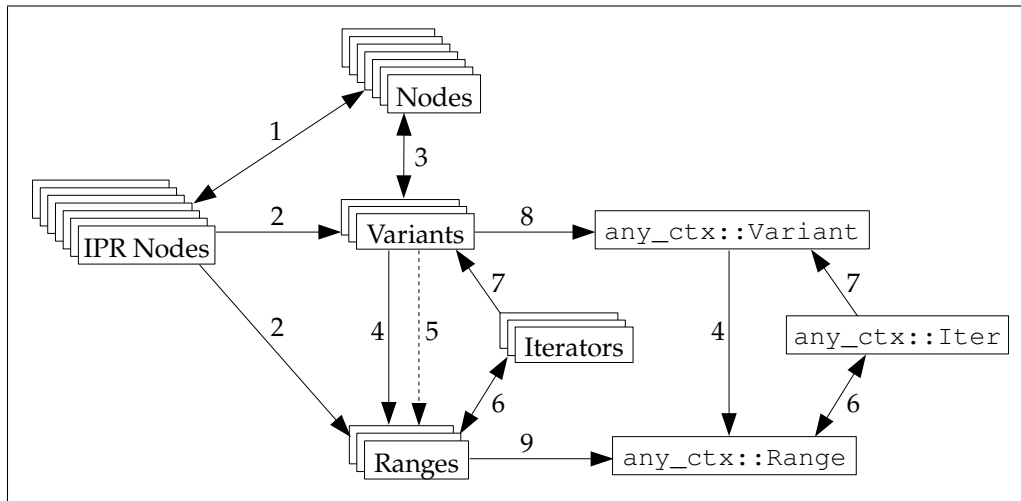 Nodes
1
3
2
8
IPR Nodes
Variants
any_ctx::Variant
2
4
5
7
Iterators
4
7
any_ctx::Iter
6
6
Ranges
9
any_ctx::Range